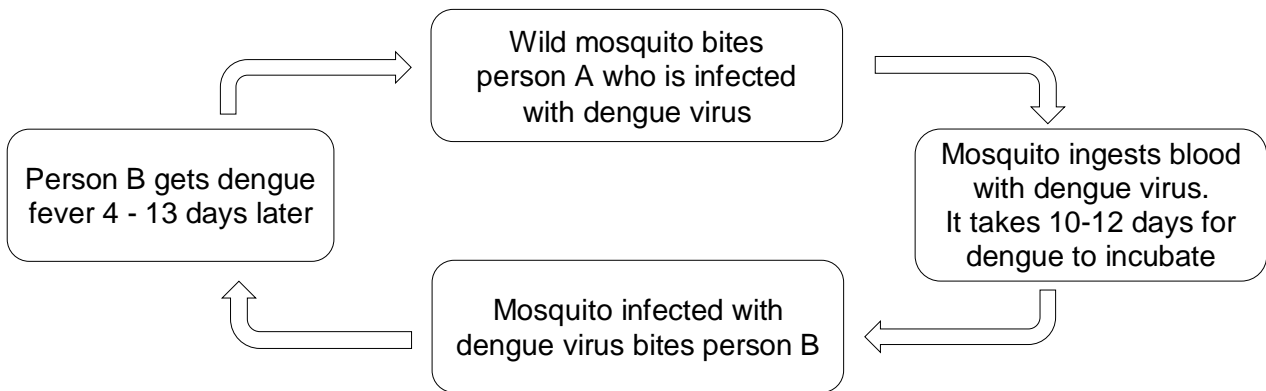 Wild mosquito bites
person A who is infected
with dengue virus
Mosquito ingests blood
with dengue virus.
It takes 10-12 days for
dengue to incubate
Mosquito infected with
dengue virus bites person B
Person B gets dengue
fever 4 - 13 days later